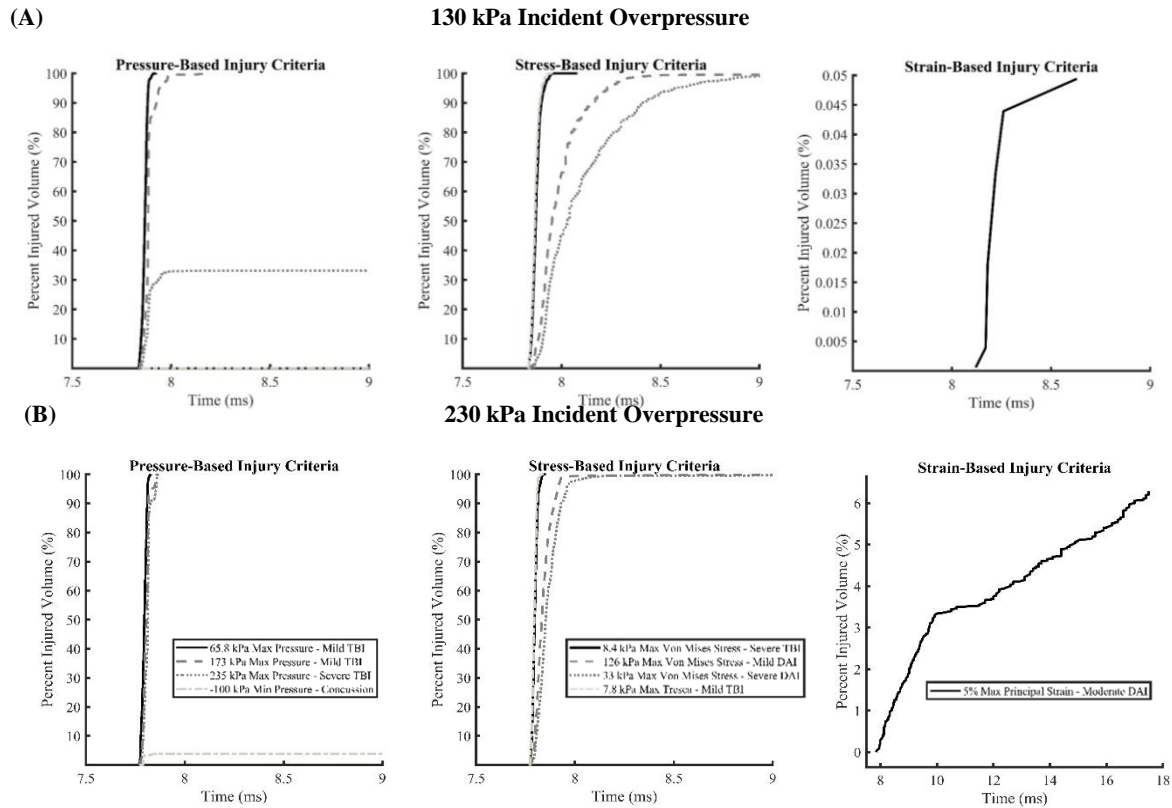 (A)
130 kPa Incident Overpressure
Pressure-Based Injury Criteria
Percent Injured Volume (%)
100
90
80
70
60
50
40
30
20
10
7.5
8
8.5
9
Time (ms)
Stress-Based Injury Criteria
Percent Injured Volume (%)
100
90
80
70
60
50
40
30
20
10
7.5
8
8.5
9
Time (ms)
Strain-Based Injury Criteria
Percent Injured Volume (%)
0.05
0.045
0.04
0.035
0.03
0.025
0.02
0.015
0.01
0.005
7.5
8
8.5
9
Time (ms)
(B)
230 kPa Incident Overpressure
Pressure-Based Injury Criteria
Percent Injured Volume (%)
100
90
80
70
60
50
40
30
20
10
65.8 kPa Max Pressure - Mild TBI
173 kPa Max Pressure - Mild TBI
235 kPa Max Pressure - Severe TBI
-100 kPa Min Pressure - Concussion
7.5
8
8.5
9
Time (ms)
Stress-Based Injury Criteria
Percent Injured Volume (%)
100
90
80
70
60
50
40
30
20
10
8.4 kPa Max Von Mises Stress - Severe TBI
126 kPa Max Von Mises Stress - Mild DAI
33 kPa Max Von Mises Stress - Severe DAI
7.8 kPa Max Tresca - Mild TBI
7.5
8
8.5
9
Time (ms)
Strain-Based Injury Criteria
Percent Injured Volume (%)
6
5
4
3
2
1
0
5% Max Principal Strain - Moderate DAI
8
10
12
14
16
18
Time (ms)